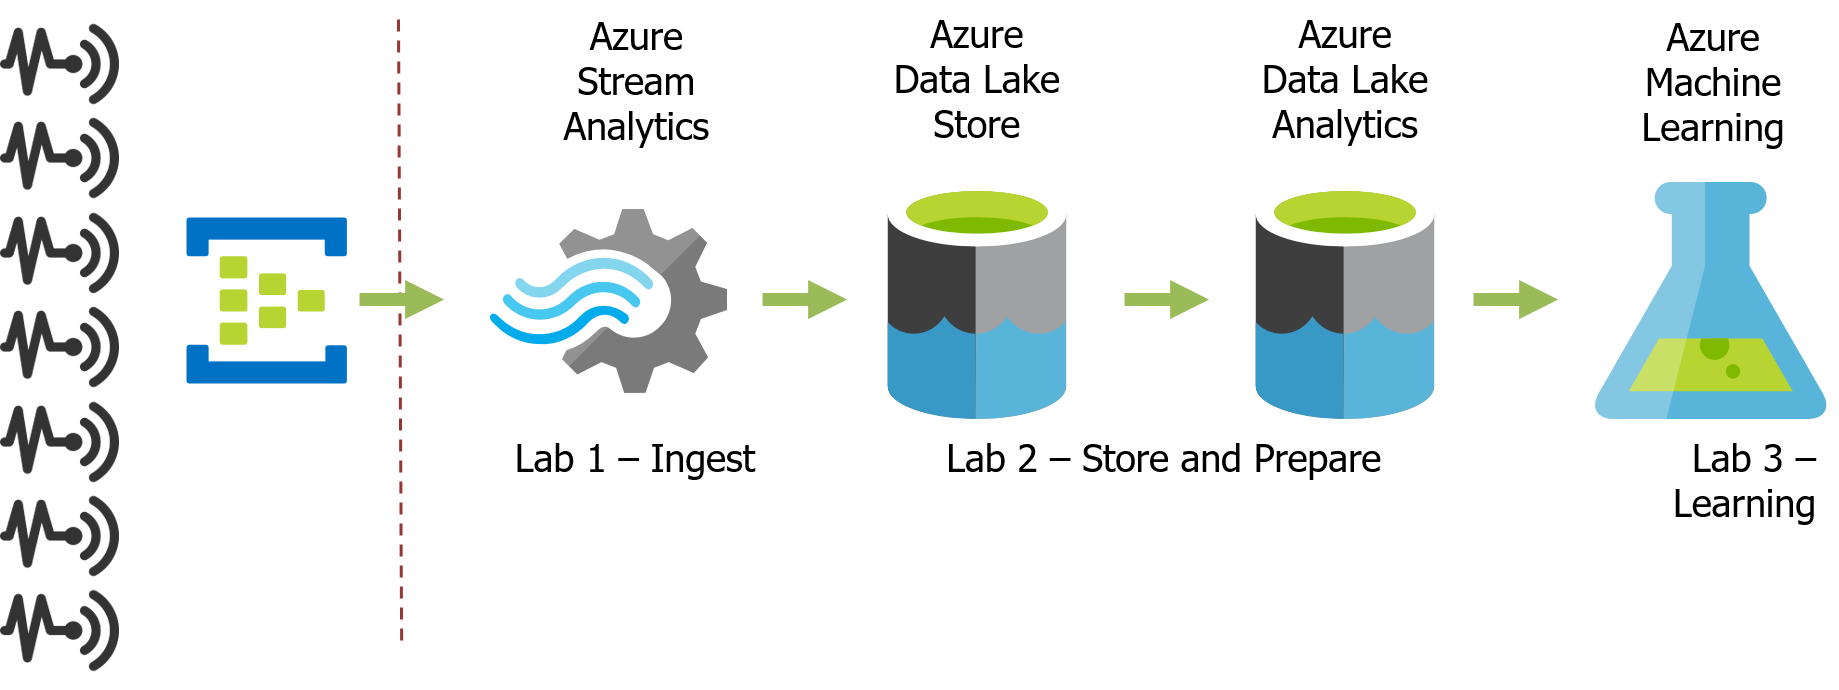 Azure
Stream
Analytics
Azure
Data Lake
Store
Azure
Data Lake
Analytics
Azure
Machine
Learning
Lab 1 – Ingest
Lab 2 – Store and Prepare
Lab 3 –
Learning